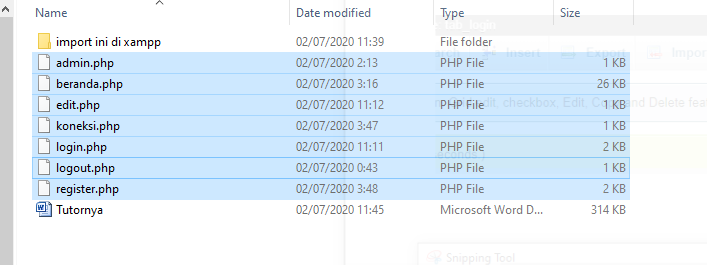 Name Date modified Type Size
import ini di xampp 02/07/2020 11:39 File folder
admin.php 02/07/2020 2:13 PHP File 1 KB
beranda.php 02/07/2020 3:16 PHP File 26 KB
edit.php 02/07/2020 11:12 PHP File 1 KB
koneksi.php 02/07/2020 3:47 PHP File 1 KB
login.php 02/07/2020 11:11 PHP File 2 KB
logout.php 02/07/2020 0:43 PHP File 1 KB
register.php 02/07/2020 3:48 PHP File 2 KB
Tutornya 02/07/2020 11:45 Microsoft Word D... 314 KB
login
Insert Export Impor
edit, checkbox, Edit, Copy and Delete fea
Snipping Tool